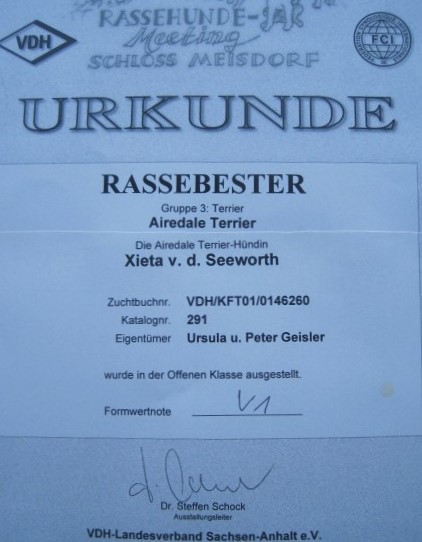 VDH
RASSEHUNDE-JAK
Meeting
FCI
SCHLOSS MEISDORF
URKUNDE
RASSEBESTER
Gruppe 3: Terrier
Airedale Terrier
Die Airedale Terrier-Hündin
Xieta v. d. Seeworth
Zuchtbuchnr. VDH/KFT01/0146260
Katalognr. 291
Eigentümer Ursula u. Peter Geisler
wurde in der Offenen Klasse ausgestellt.
Formwertnote V1
Dr. Steffen Schock
Ausstellungsleiter
VDH-Landesverband Sachsen-Anhalt e.V.